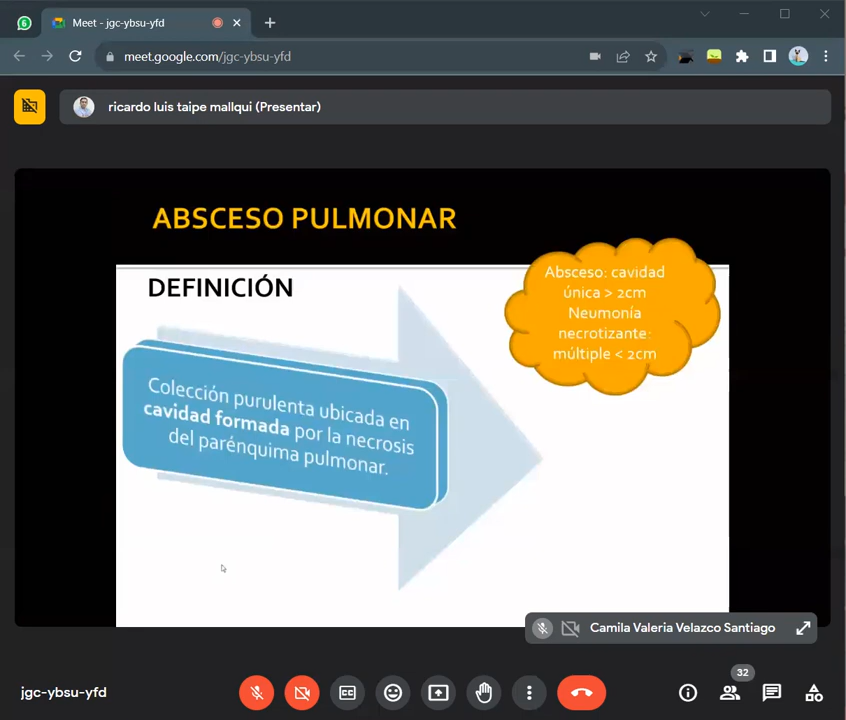 6
Meet - jgc-ybsu-yfd
meet.google.com/jgc-ybsu-yfd
ricardo luis taipe mallqui (Presentar)
ABSCESO PULMONAR
DEFINICIÓN
Absceso: cavidad
única > 2cm
Neumonía
necrotizante:
múltiple < 2cm
Colección purulenta ubicada en
cavidad formada por la necrosis
del parénquima pulmonar.
Camila Valeria Velazco Santiago
jgc-ybsu-yfd
CC
32